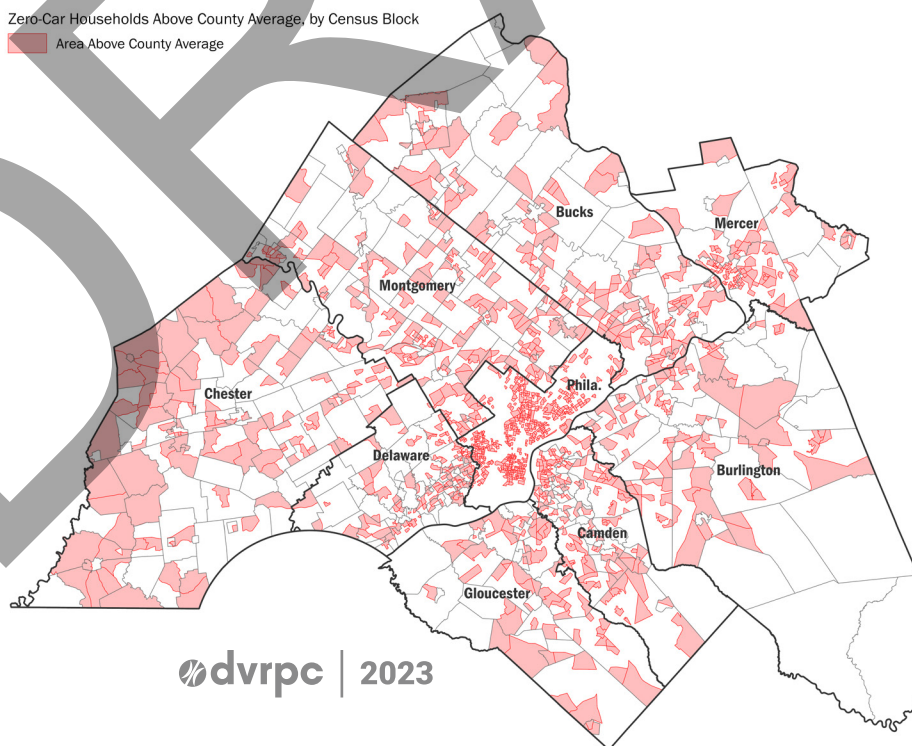 Zero-Car Households Above County Average, by Census Block
Area Above County Average
Bucks
Mercer
Montgomery
Phila.
Chester
Delaware
Burlington
Camden
Gloucester
dvrpc | 2023